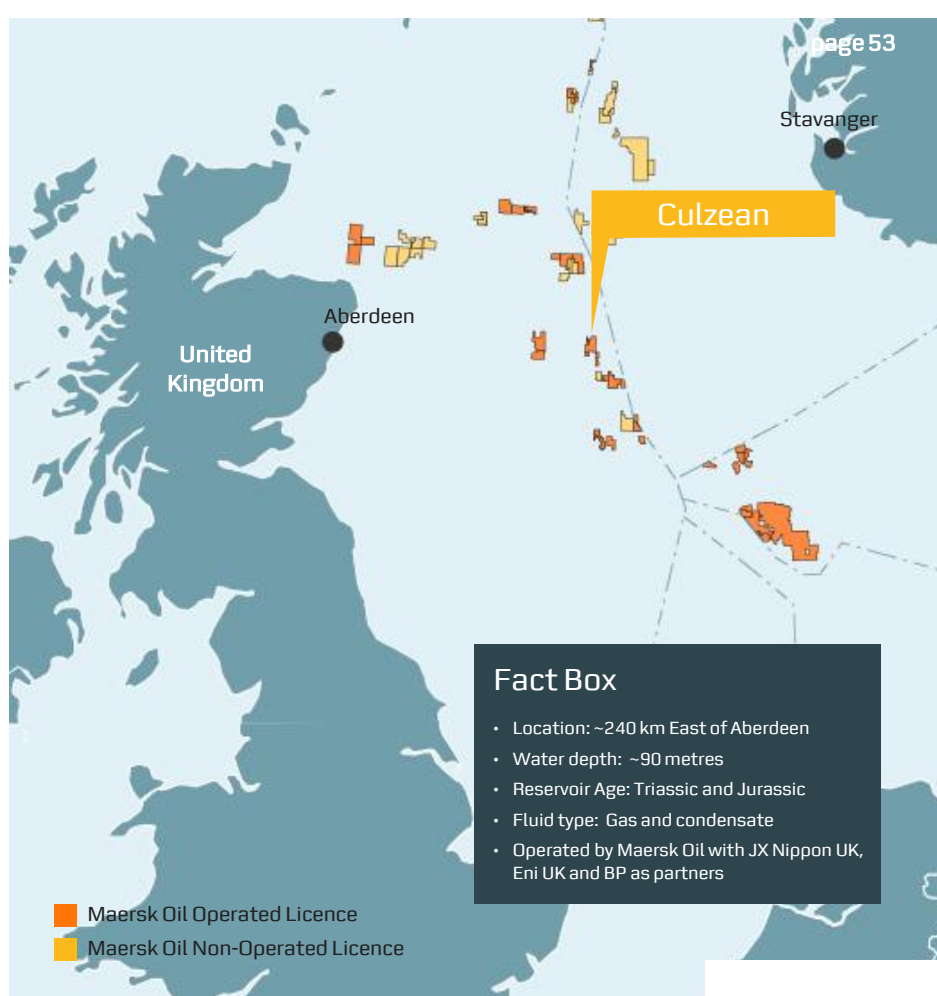 page 53
Stavanger
Culzean
Aberdeen
United
Kingdom
Fact Box
• Location: ~240 km East of Aberdeen
• Water depth: ~90 metres
• Reservoir Age: Triassic and Jurassic
• Fluid type: Gas and condensate
• Operated by Maersk Oil with JX Nippon UK,
Eni UK and BP as partners
Maersk Oil Operated Licence
Maersk Oil Non-Operated Licence